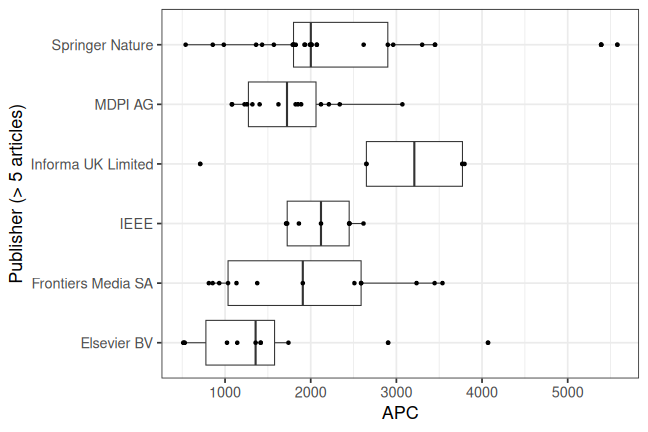 Publisher (> 5 articles)
Springer Nature
MDPI AG
Informa UK Limited
IEEE
Frontiers Media SA
Elsevier BV
1000 2000 3000 4000 5000
APC